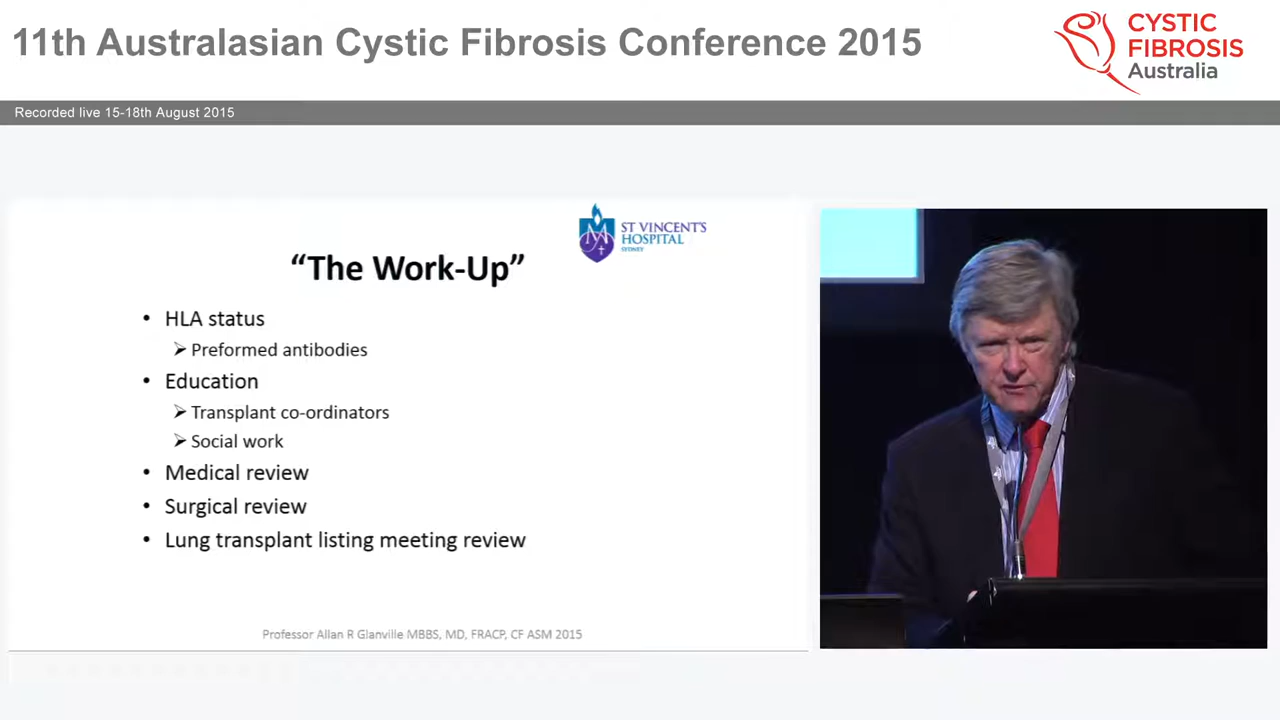 11th Australasian Cystic Fibrosis Conference 2015
CYSTIC
FIBROSIS
Australia
Recorded live 15-18th August 2015
ST VINCENT'S
HOSPITAL
SYDNEY
“The Work-Up”
• HLA status
➢ Preformed antibodies
• Education
➢ Transplant co-ordinators
➢ Social work
• Medical review
• Surgical review
• Lung transplant listing meeting review
Professor Allan R Glanville MBBS, MD, FRACP, CF ASM 2015